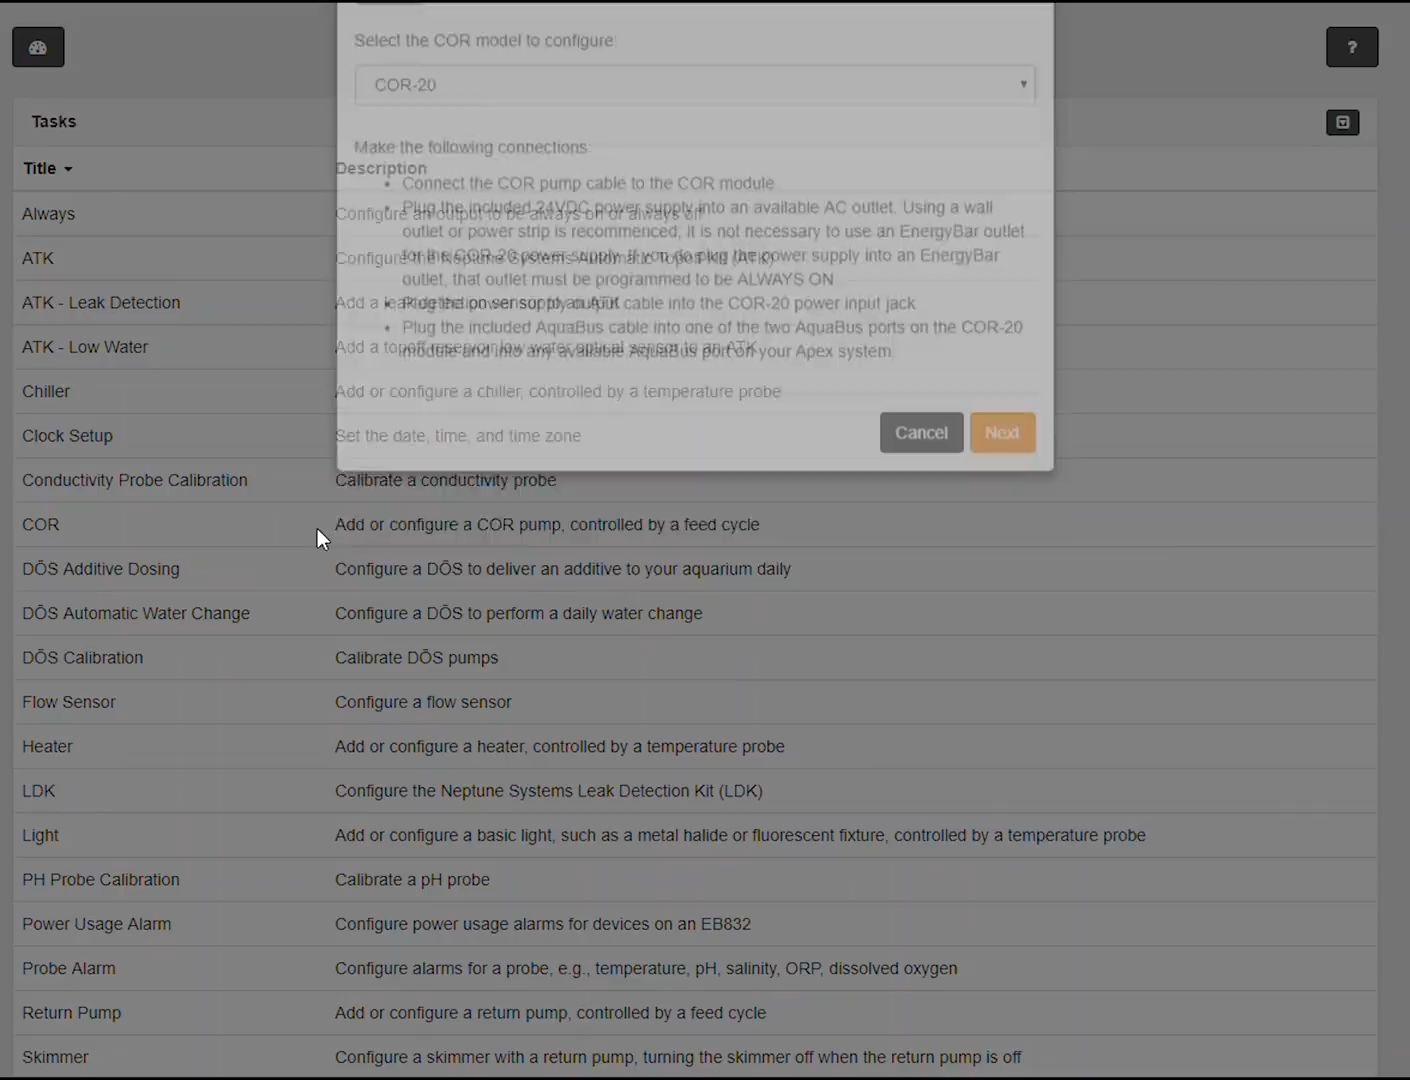 ?
Select the COR model to configure:
COR-20
Tasks
Make the following connections:
Title
Description
Connect the COR pump cable to the COR module.
Plug the included 24VDC power supply into an available AC outlet. Using a wall
Always
Configure an output to be always on or always off
outlet or power strip is recommenced; it is not necessary to use an EnergyBar outlet
for the COR-20 power supply. If you do plug the power supply into an EnergyBar
ATK
Configure the Neptune Systems Automatic Topoff Kit (ATK)
outlet, that outlet must be programmed to be ALWAYS ON
Plug the power supply output cable into the COR-20 power input jack
ATK - Leak Detection
Add a leak detection sensor to an ATK
Plug the included AquaBus cable into one of the two AquaBus ports on the COR-20
module and into any available AquaBus port on your Apex system.
ATK - Low Water
Add a topoff reservoir low water optical sensor to an ATK
Chiller
Add or configure a chiller, controlled by a temperature probe
Clock Setup
Set the date, time, and time zone
Cancel
Next
Conductivity Probe Calibration
Calibrate a conductivity probe
COR
Add or configure a COR pump, controlled by a feed cycle
DŌS Additive Dosing
Configure a DŌS to deliver an additive to your aquarium daily
DŌS Automatic Water Change
Configure a DŌS to perform a daily water change
DŌS Calibration
Calibrate DŌS pumps
Flow Sensor
Configure a flow sensor
Heater
Add or configure a heater, controlled by a temperature probe
LDK
Configure the Neptune Systems Leak Detection Kit (LDK)
Light
Add or configure a basic light, such as a metal halide or fluorescent fixture, controlled by a temperature probe
PH Probe Calibration
Calibrate a pH probe
Power Usage Alarm
Configure power usage alarms for devices on an EB832
Probe Alarm
Configure alarms for a probe, e.g., temperature, pH, salinity, ORP, dissolved oxygen
Return Pump
Add or configure a return pump, controlled by a feed cycle
Skimmer
Configure a skimmer with a return pump, turning the skimmer off when the return pump is off